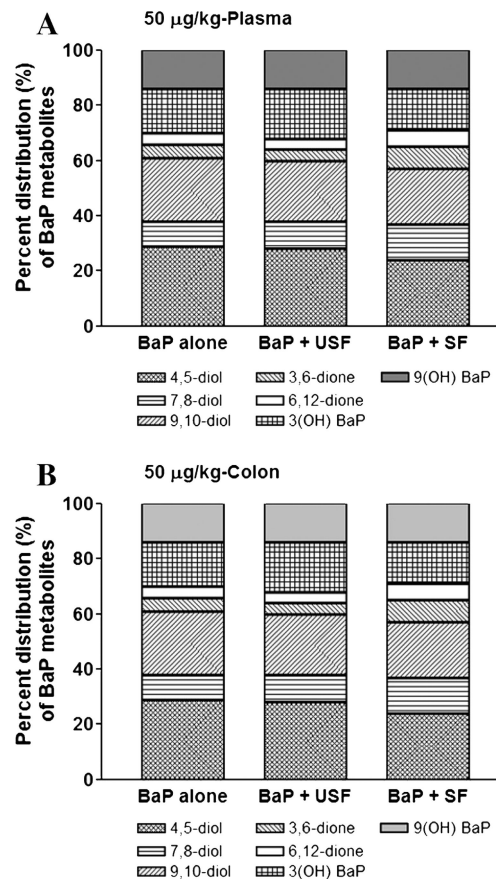 A
50 µg/kg-Plasma
Percent distribution (%)
of BaP metabolites
100
80
60
40
20
0
BaP alone
BaP + USF
BaP + SF
4,5-diol
3,6-dione
9(OH) BaP
7,8-diol
6,12-dione
9,10-diol
3(OH) BaP
B
50 µg/kg-Colon
Percent distribution (%)
of BaP metabolites
100
80
60
40
20
0
BaP alone
BaP + USF
BaP + SF
4,5-diol
3,6-dione
9(OH) BaP
7,8-diol
6,12-dione
9,10-diol
3(OH) BaP